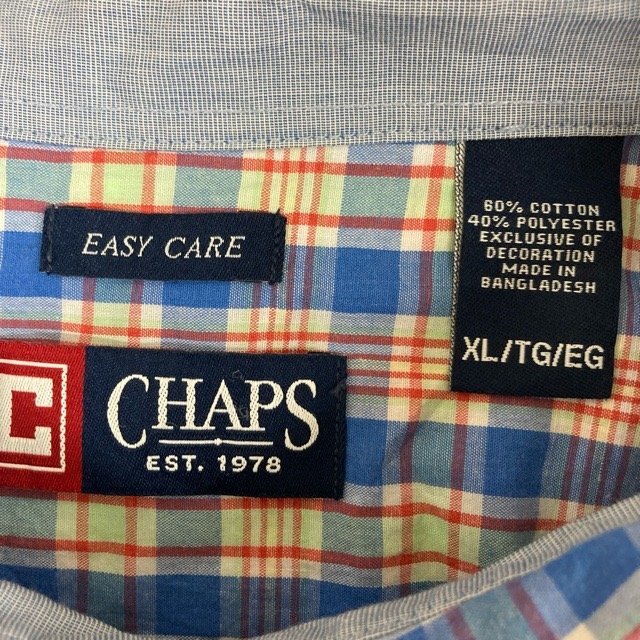 60% COTTON
40% POLYESTER
EXCLUSIVE OF
DECORATION
MADE IN
BANGLADESH
XL/TG/EG
EASY CARE
C
CHAPS
EST. 1978